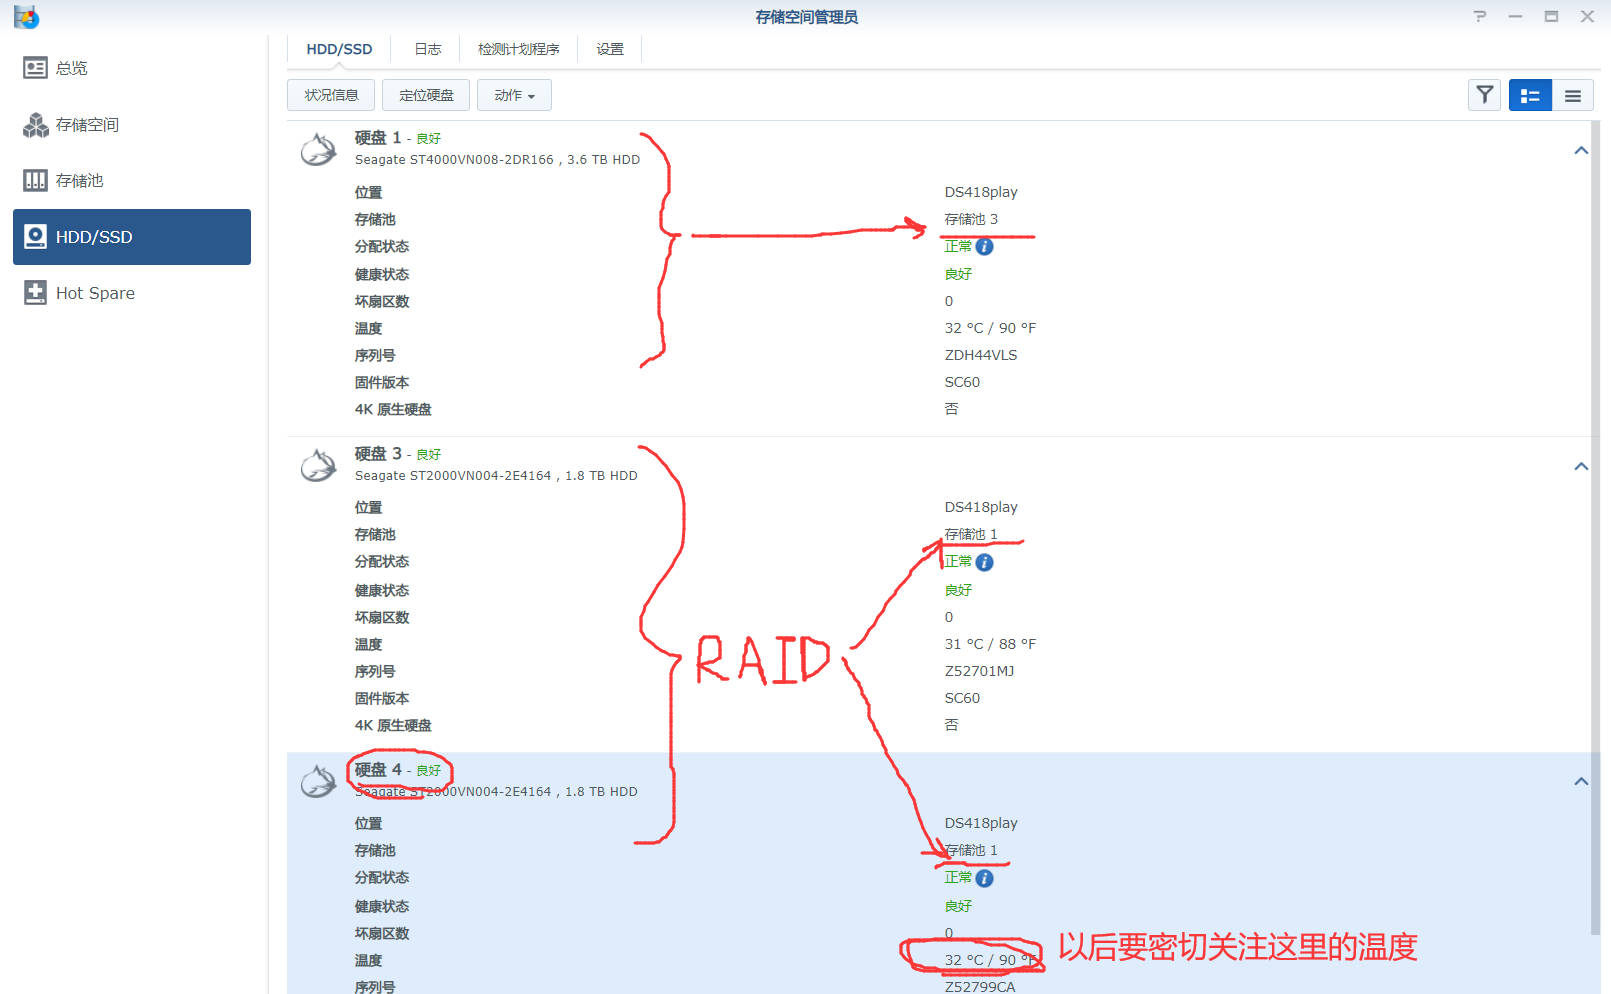 存储空间管理员
总览
存储空间
存储池
HDD/SSD
Hot Spare
HDD/SSD 日志 检测计划程序 设置
状况信息 定位硬盘 动作
硬盘 1 - 良好
Seagate ST4000VN008-2DR166 , 3.6 TB HDD
位置 DS418play
存储池 存储池 3
分配状态 正常
健康状态 良好
坏扇区数 0
温度 32 °C / 90 °F
序列号 ZDH44VLS
固件版本 SC60
4K 原生硬盘 否
硬盘 3 - 良好
Seagate ST2000VN004-2E4164 , 1.8 TB HDD
位置 DS418play
存储池 存储池 1
分配状态 正常
健康状态 良好
坏扇区数 0
温度 31 °C / 88 °F
RAID
序列号 Z52701MJ
固件版本 SC60
4K 原生硬盘 否
硬盘 4 - 良好
Seagate ST2000VN004-2E4164 , 1.8 TB HDD
位置 DS418play
存储池 存储池 1
分配状态 正常
健康状态 良好
坏扇区数 0
温度 32 °C / 90 °F 以后要密切关注这里的温度
序列号 Z52799CA